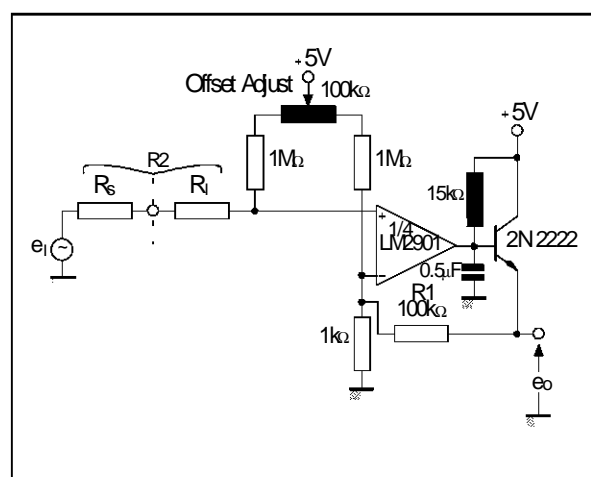 +5V
Offset Adjust
100kΩ
+5V
R2
1MΩ
1MΩ
15kΩ
Rs
Rl
+
1/4
LM2901
2N2222
eI
0.5μF
−
R1
100kΩ
1kΩ
eo